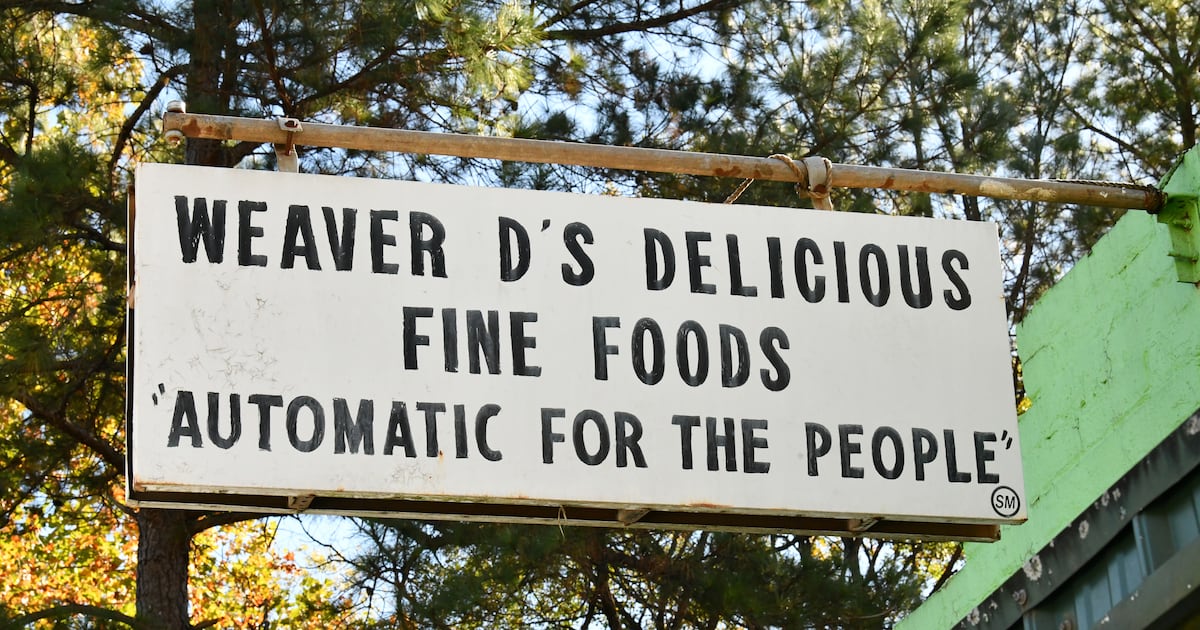 WEAVER D'S DELICIOUS
FINE FOODS
"AUTOMATIC FOR THE PEOPLE"
SM